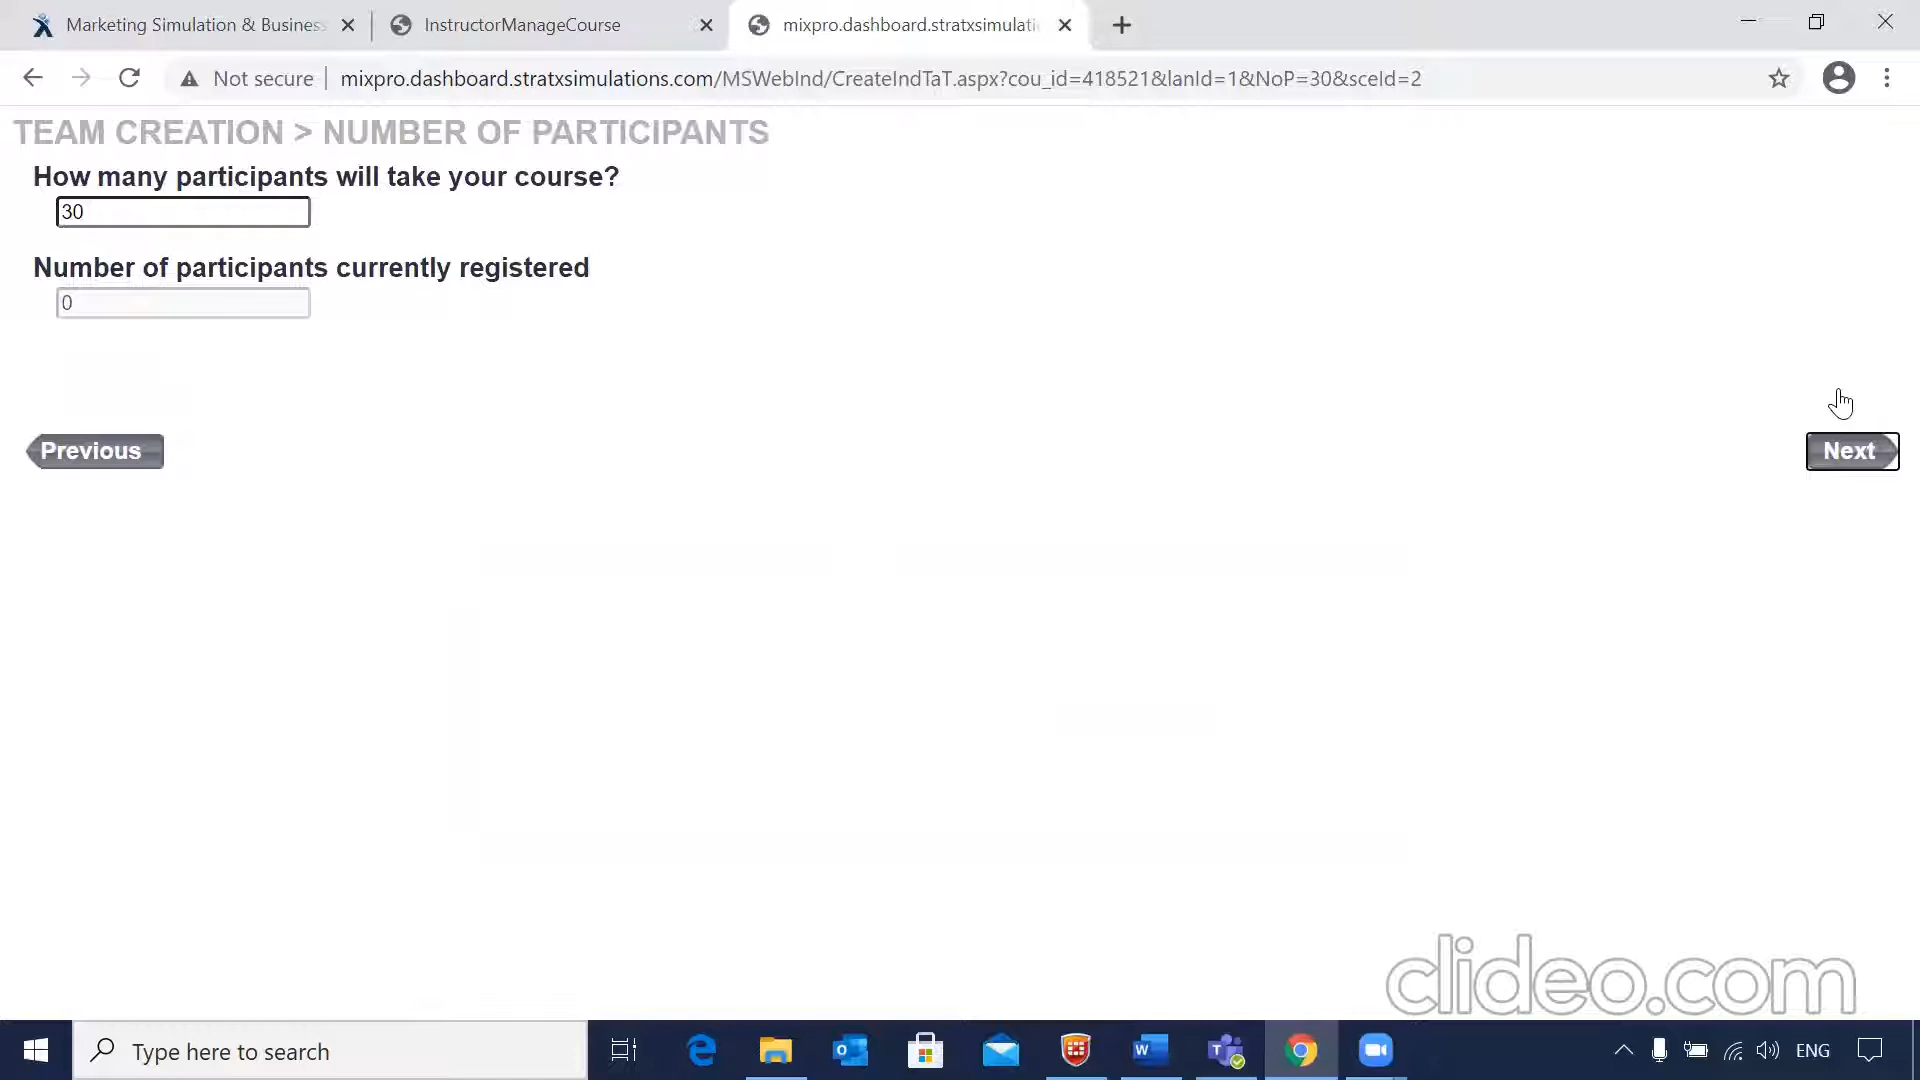 Marketing Simulation & Busines
InstructorManageCourse
mixpro.dashboard.stratxsimulati
Not secure
mixpro.dashboard.stratxsimulations.com/MSWebInd/CreateIndTaT.aspx?cou_id=418521&lanId=1&NoP=30&sceId=2
TEAM CREATION > NUMBER OF PARTICIPANTS
How many participants will take your course?
30
Number of participants currently registered
0
Previous
Next
clideo.com
Type here to search
ENG